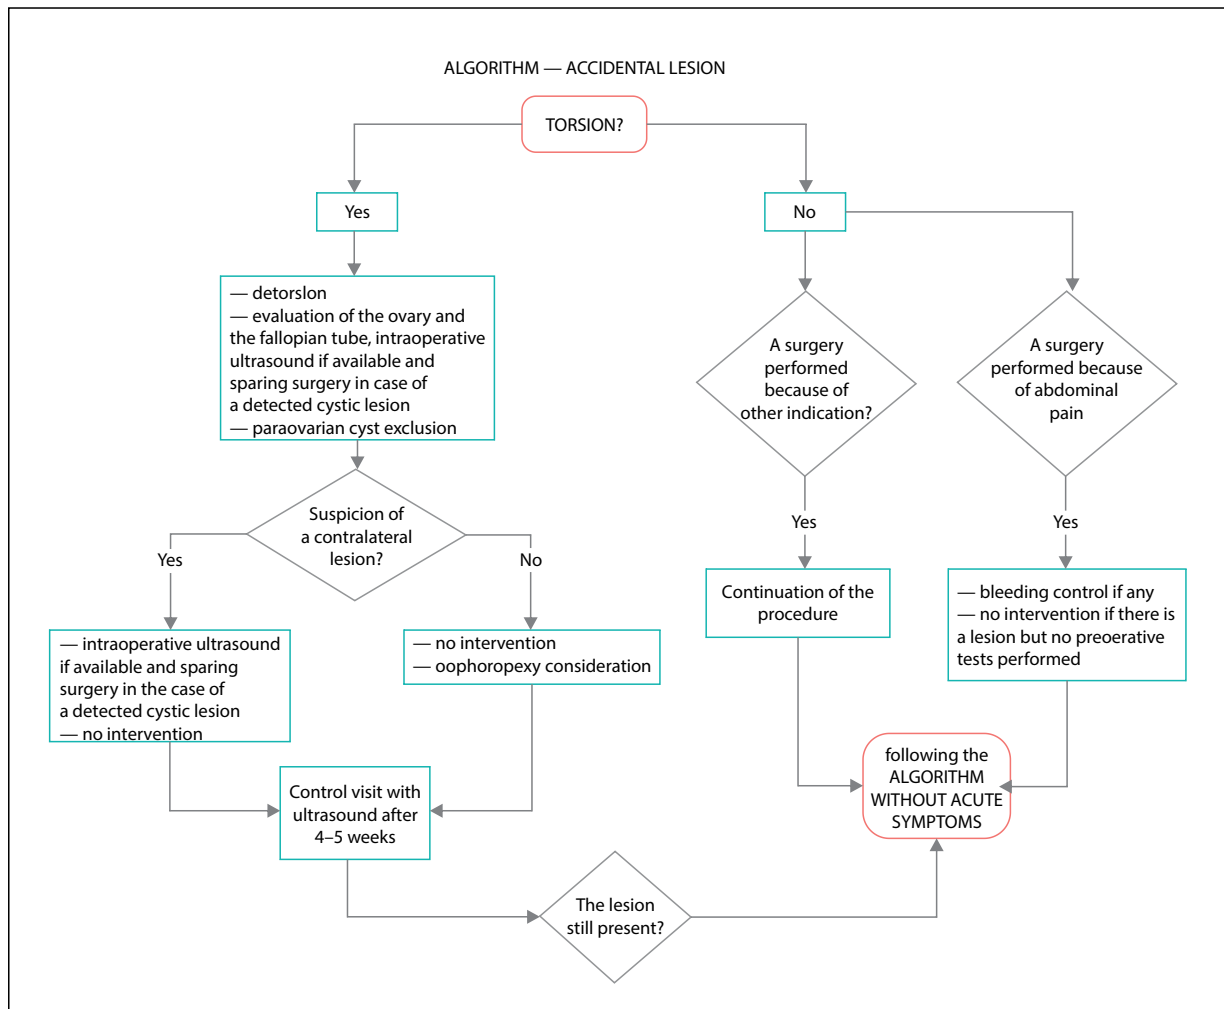 ALGORITHM — ACCIDENTAL LESION
TORSION?
Yes
No
— detorslon
— evaluation of the ovary and
the fallopian tube, intraoperative
ultrasound if available and
sparing surgery in case of
a detected cystic lesion
— paraovarian cyst exclusion
A surgery
performed
because of
other indication?
A surgery
performed because
of abdominal
pain
Suspicion of
a contralateral
lesion?
Yes
No
Yes
Yes
— intraoperative ultrasound
if available and sparing
surgery in the case of
a detected cystic lesion
— no intervention
— no intervention
— oophoropexy consideration
Continuation of the
procedure
— bleeding control if any
— no intervention if there is
a lesion but no preoerative
tests performed
Control visit with
ultrasound after
4–5 weeks
following the
ALGORITHM
WITHOUT ACUTE
SYMPTOMS
The lesion
still present?